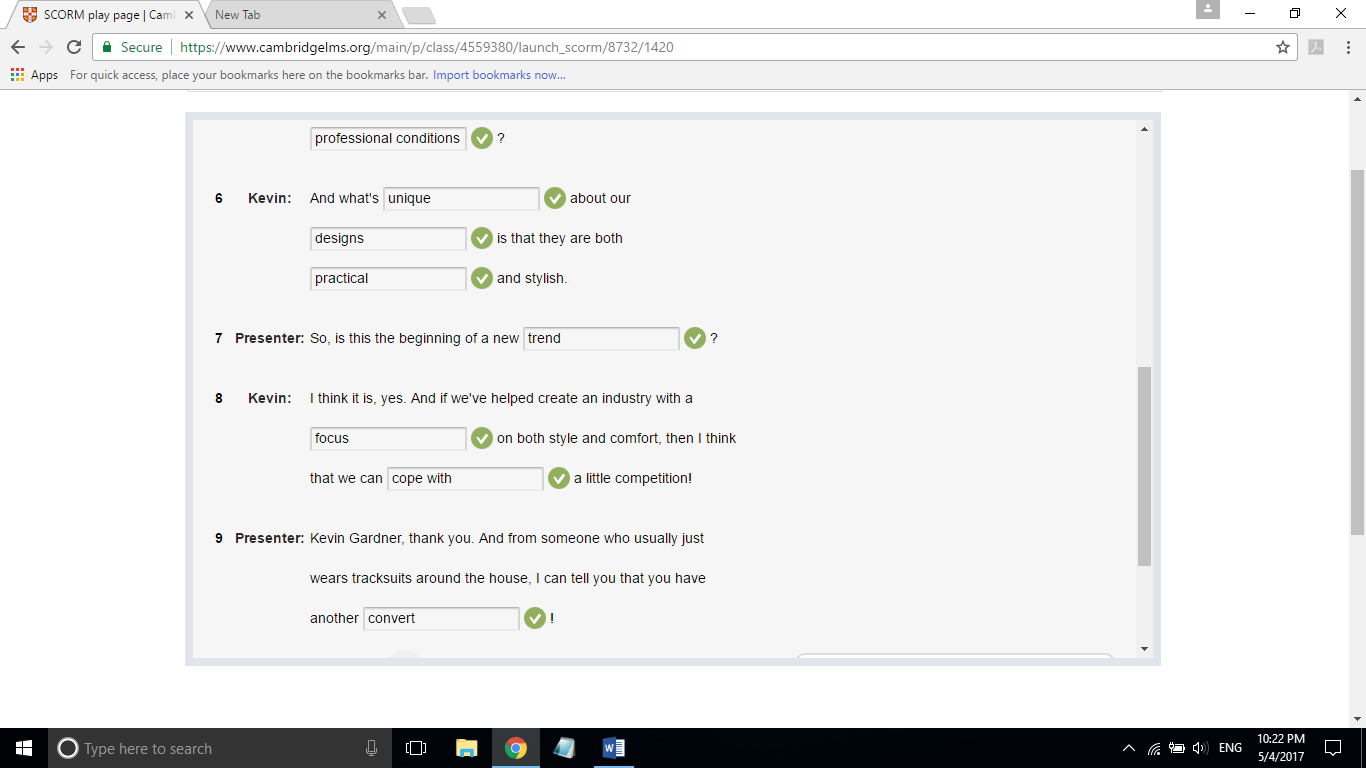 SCORM play page | Cam
New Tab
Secure
https://www.cambridgelms.org/main/p/class/4559380/launch_scorm/8732/1420
Apps For quick access, place your bookmarks here on the bookmarks bar. Import bookmarks now...
professional conditions ?
6 Kevin: And what's unique about our
designs is that they are both
practical and stylish.
7 Presenter: So, is this the beginning of a new trend ?
8 Kevin: I think it is, yes. And if we've helped create an industry with a
focus on both style and comfort, then I think
that we can cope with a little competition!
9 Presenter: Kevin Gardner, thank you. And from someone who usually just
wears tracksuits around the house, I can tell you that you have
another convert !
Type here to search
ENG
10:22 PM
5/4/2017